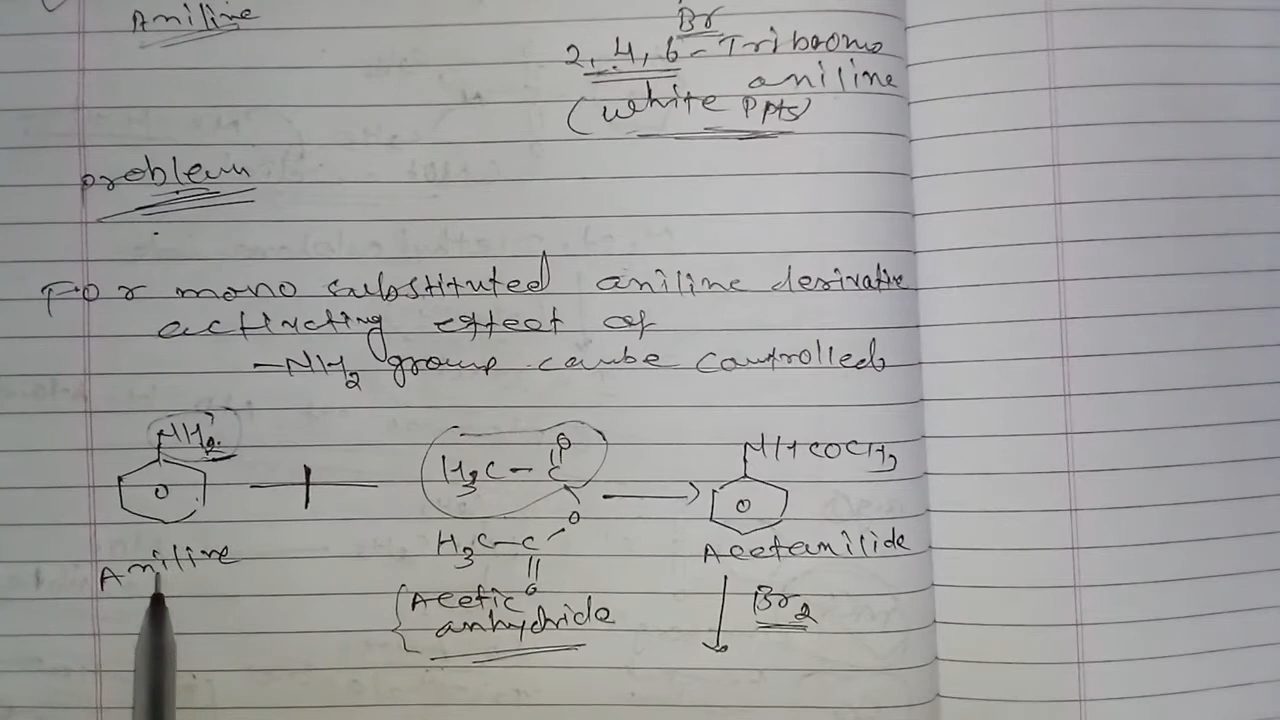 Aniline
Br
2,4,6-Tribromo
aniline
(white ppts)
problem
For mono substituted aniline derivative
activating effect of
-NH2 group can be controlled
NH2
H3C-C
O
NHCOCH3
+
O
H3C-C
O
Aniline
Acetic
anhydride
Acetanilide
Br2